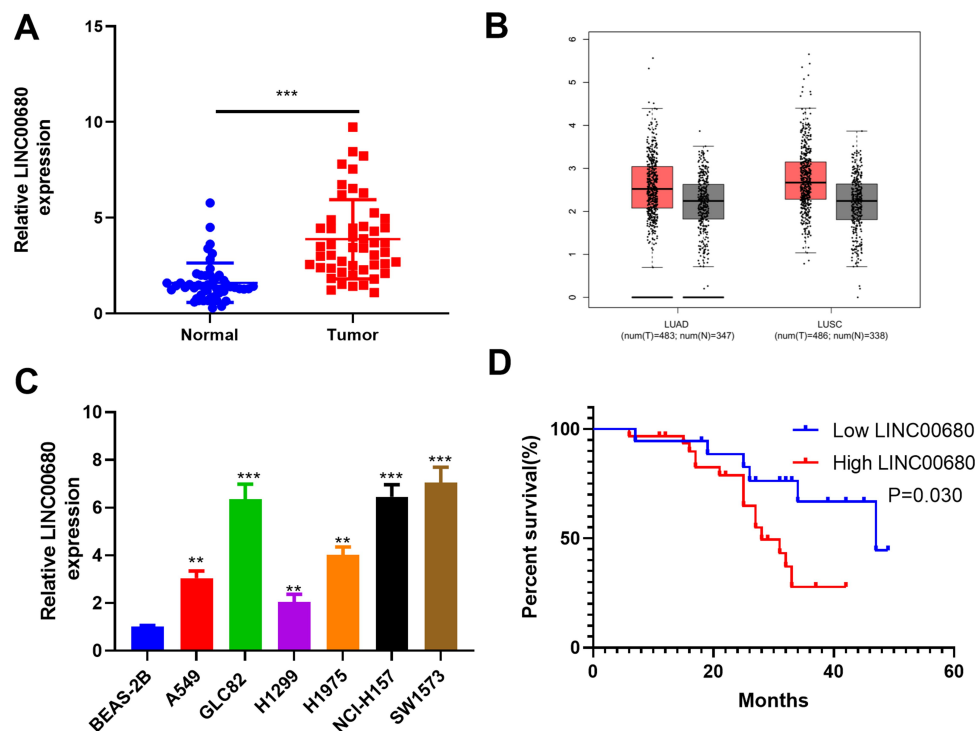 A
Relative LINC00680
expression
15
10
5
0
***
Normal
Tumor
B
6
5
4
3
2
1
0
LUAD
(num(T)=483; num(N)=347)
LUSC
(num(T)=486; num(N)=338)
C
Relative LINC00680
expression
10
8
6
4
2
0
**
***
**
**
***
***
BEAS-2B
A549
GLC82
H1299
H1975
NCI-H157
SW1573
D
Percent survival(%)
100
50
0
Low LINC00680
High LINC00680
P=0.030
0
20
40
60
Months